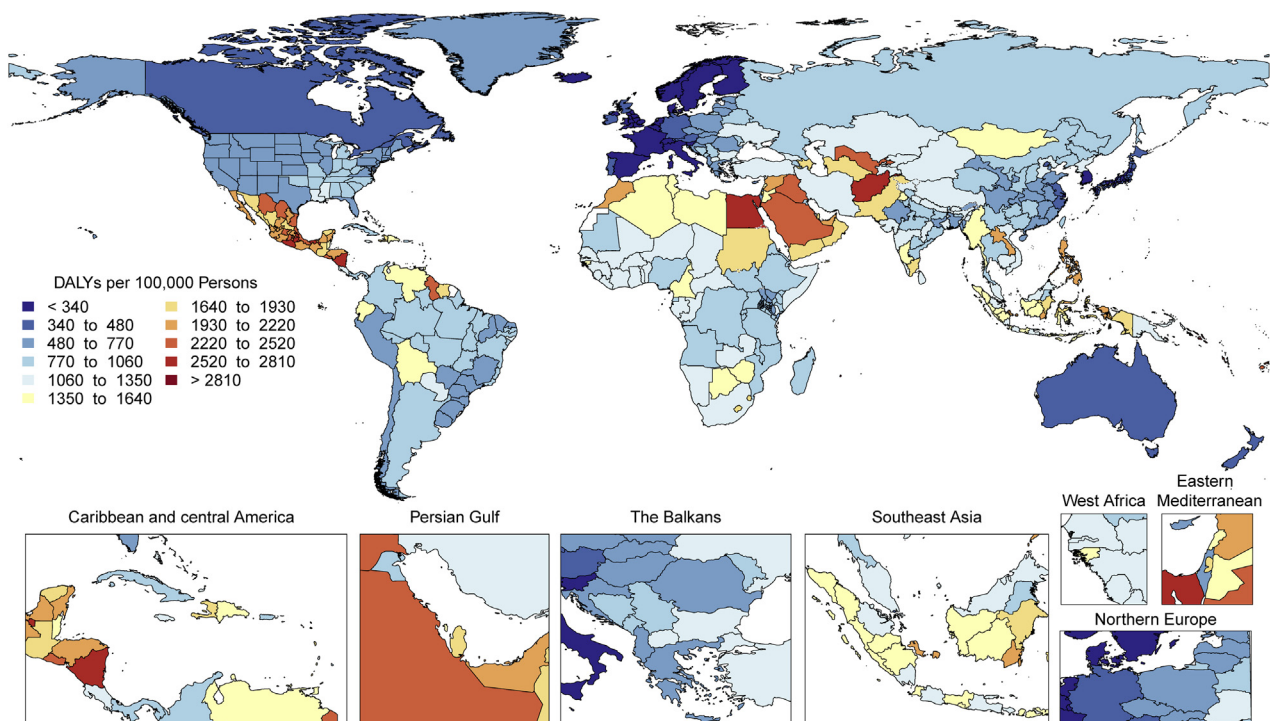 DALYs per 100,000 Persons
< 340
340 to 480
480 to 770
770 to 1060
1060 to 1350
1350 to 1640
1640 to 1930
1930 to 2220
2220 to 2520
2520 to 2810
> 2810
Caribbean and central America
Persian Gulf
The Balkans
Southeast Asia
West Africa
Eastern
Mediterranean
Northern Europe